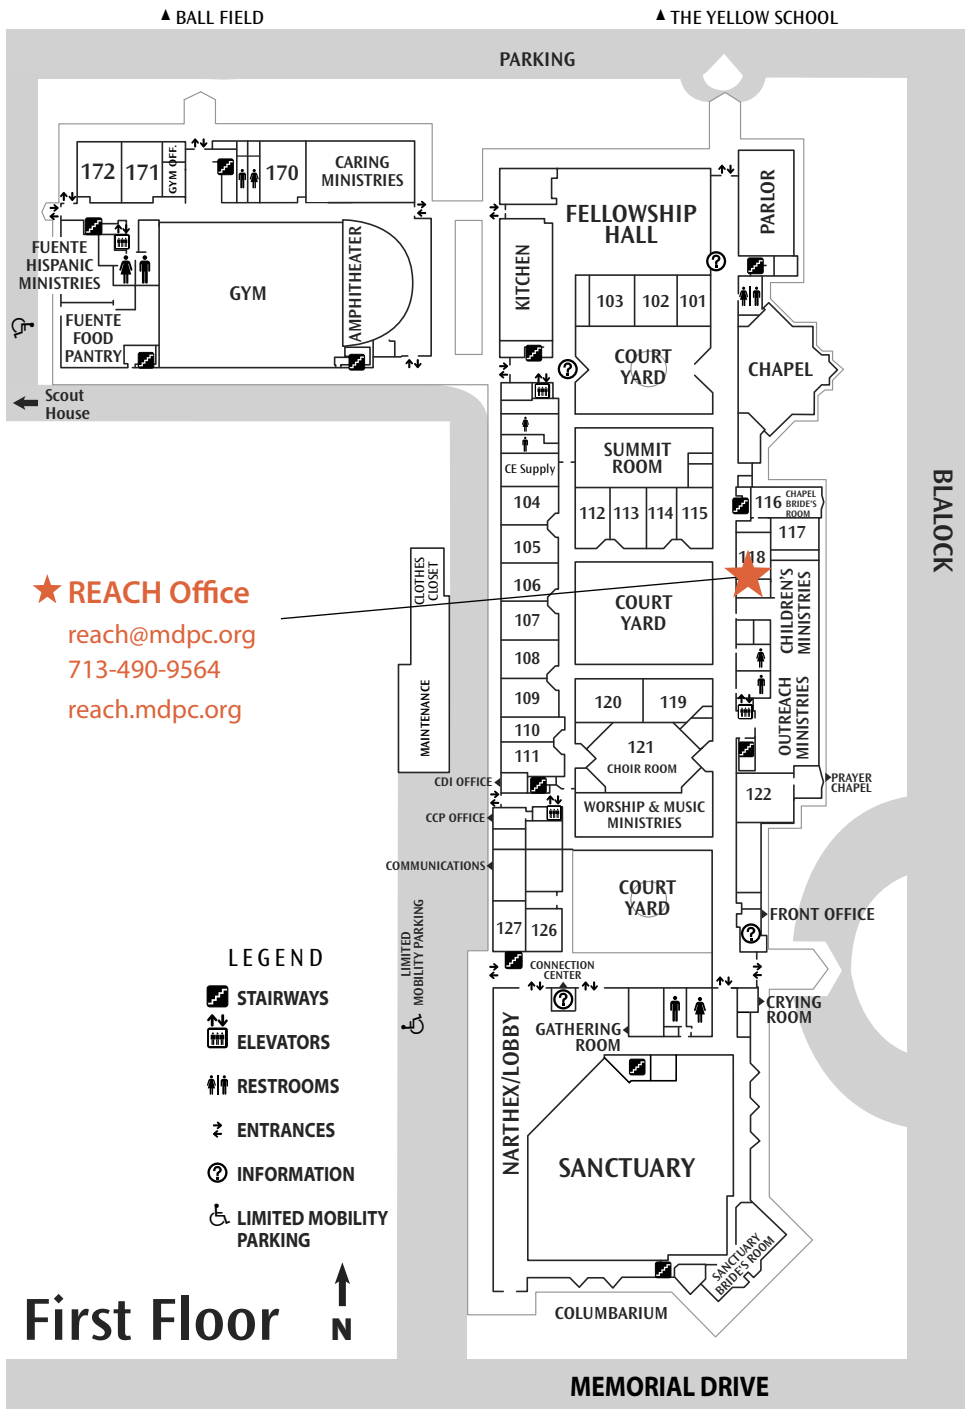 ▲ BALL FIELD
▲ THE YELLOW SCHOOL
PARKING
172
171
GYM OFF.
170
CARING
MINISTRIES
FUENTE
HISPANIC
MINISTRIES
FUENTE
FOOD
PANTRY
GYM
AMPHITHEATER
Scout
House
FELLOWSHIP
HALL
PARLOR
KITCHEN
103
102
101
COURT
YARD
CHAPEL
CE Supply
SUMMIT
ROOM
104
112
113
114
115
116
CHAPEL
BRIDE'S
ROOM
117
118
105
106
107
108
109
110
111
CLOTHES
CLOSET
MAINTENANCE
COURT
YARD
CHILDREN'S
MINISTRIES
OUTREACH
MINISTRIES
BLALOCK
REACH Office
reach@mdpc.org
713-490-9564
reach.mdpc.org
120
119
121
CHOIR ROOM
WORSHIP & MUSIC
MINISTRIES
122
PRAYER
CHAPEL
CDI OFFICE
CCP OFFICE
COMMUNICATIONS
COURT
YARD
127
126
FRONT OFFICE
LIMITED
MOBILITY PARKING
CONNECTION
CENTER
GATHERING
ROOM
CRYING
ROOM
NARTHEX/LOBBY
SANCTUARY
SANCTUARY
BRIDE'S ROOM
COLUMBARIUM
LEGEND
STAIRWAYS
ELEVATORS
RESTROOMS
ENTRANCES
? INFORMATION
LIMITED MOBILITY
PARKING
First Floor
N
MEMORIAL DRIVE